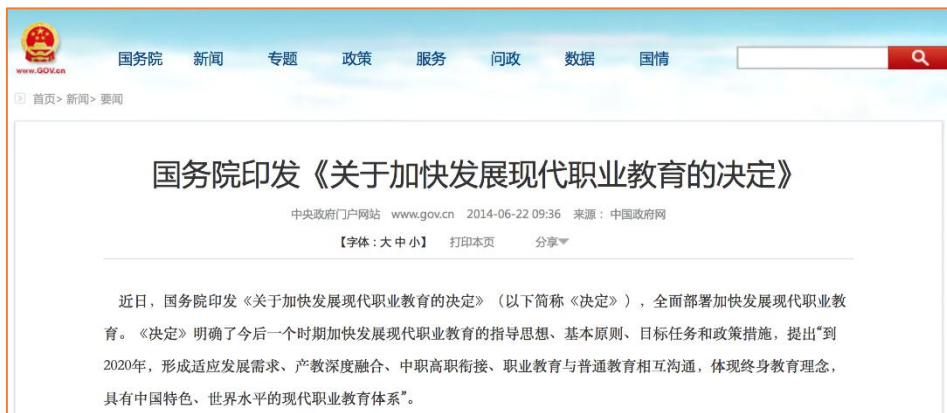 国务院 新闻 专题 政策 服务 问政 数据 国情
www.GOV.cn
首页> 新闻> 要闻
国务院印发《关于加快发展现代职业教育的决定》
中央政府门户网站 www.gov.cn 2014-06-22 09:36 来源： 中国政府网
【字体：大 中 小】 打印本页 分享
近日，国务院印发《关于加快发展现代职业教育的决定》（以下简称《决定》），全面部署加快发展现代职业教
育。《决定》明确了今后一个时期加快发展现代职业教育的指导思想、基本原则、目标任务和政策措施，提出“到
2020年，形成适应发展需求、产教深度融合、中职高职衔接、职业教育与普通教育相互沟通，体现终身教育理念，
具有中国特色、世界水平的现代职业教育体系”。